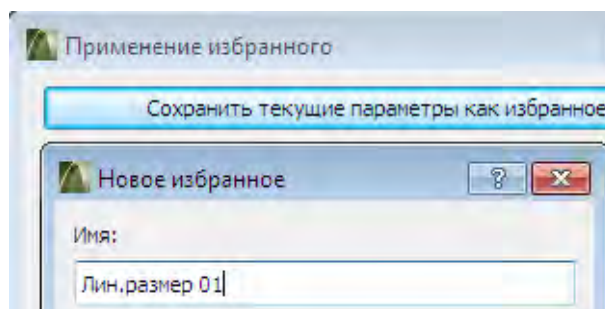 Применение избранного
Сохранить текущие параметры как избранное
Новое избранное
Имя:
Лин.размер 01